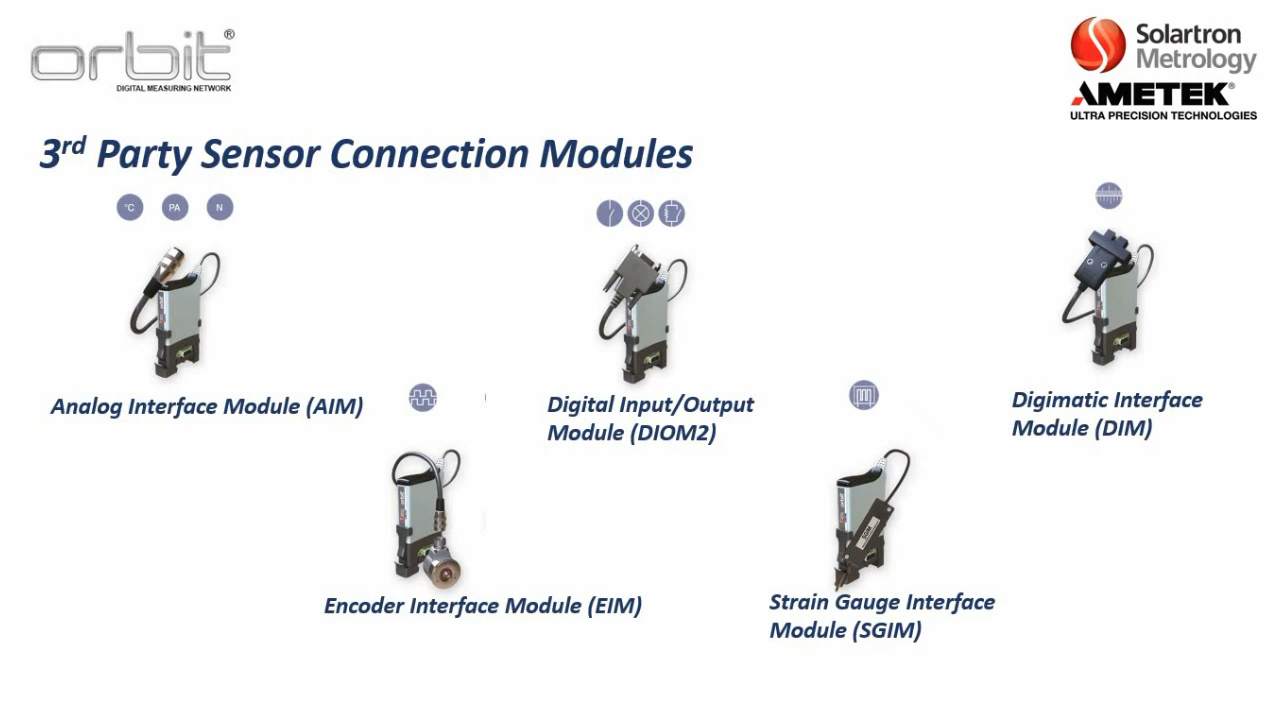 orbit®
DIGITAL MEASURING NETWORK
Solartron
Metrology
AMETEK®
ULTRA PRECISION TECHNOLOGIES
3rd Party Sensor Connection Modules
°C PA N
Analog Interface Module (AIM)
Digital Input/Output
Module (DIOM2)
Digimatic Interface
Module (DIM)
orbit
SGIM
Encoder Interface Module (EIM)
Strain Gauge Interface
Module (SGIM)